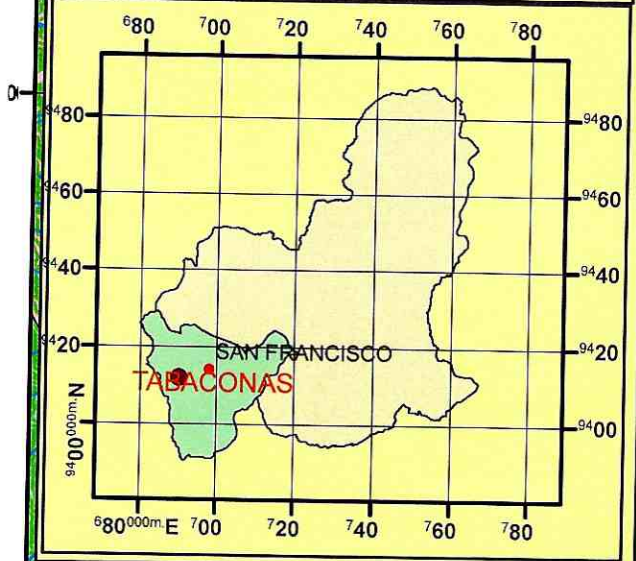 ⁶80 ⁷00 ⁷20 ⁷40 ⁷60 ⁷80
⁹⁴80 ⁹⁴80
⁹⁴60 ⁹⁴60
⁹⁴40 ⁹⁴40
⁹⁴20 ⁹⁴20
SAN FRANCISCO
TABACONAS
⁹⁴00⁰⁰⁰ᵐ·N ⁹⁴00
⁶80⁰⁰⁰ᵐ·E ⁷00 ⁷20 ⁷40 ⁷60 ⁷80